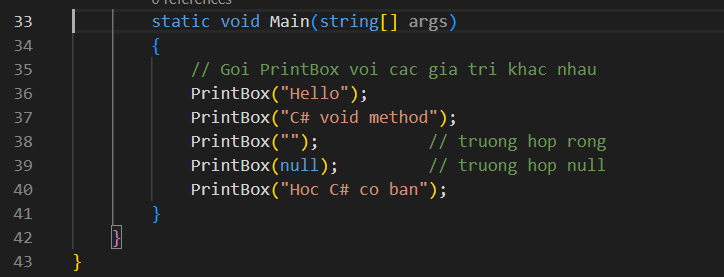 0 references
33 static void Main(string[] args)
34 {
35 // Goi PrintBox voi cac gia tri khac nhau
36 PrintBox("Hello");
37 PrintBox("C# void method");
38 PrintBox(""); // truong hop rong
39 PrintBox(null); // truong hop null
40 PrintBox("Hoc C# co ban");
41 }
42 }
43 }